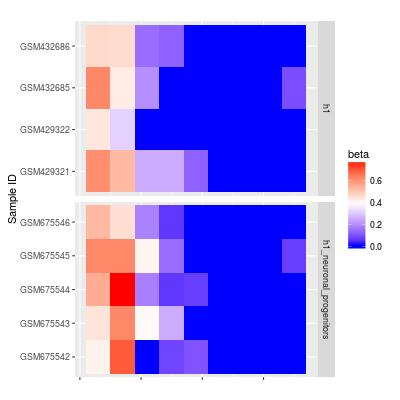 GSM432686
GSM432685
GSM429322
GSM429321
h1
GSM675546
GSM675545
GSM675544
GSM675543
GSM675542
h1_neuronal_progenitors
Sample ID
beta
0.6
0.4
0.2
0.0